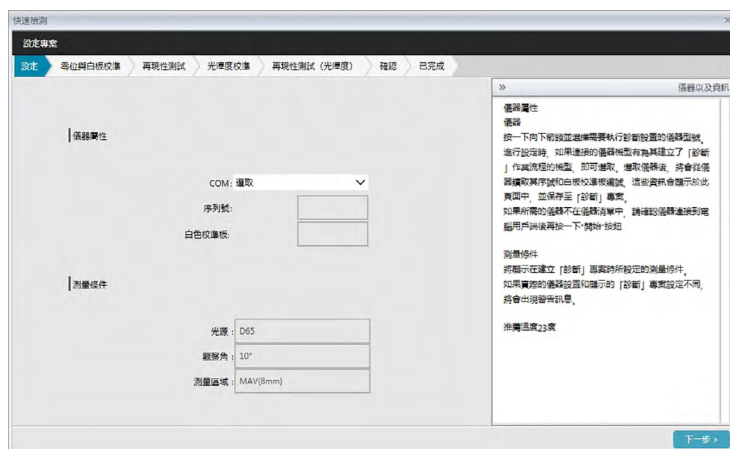 快速檢測
設定專案
設定 零位與白板校準 再現性測試 光澤度校準 再現性測試（光澤度） 確認 已完成
» 儀器以及資訊
儀器屬性
COM: 選取
序列號:
白色校準板:
測量條件
光源: D65
觀察角: 10°
測量區域: MAV(8mm)
儀器屬性
儀器
按一下向下箭頭並選擇需要執行診斷設置的儀器型號。
進行設定時，如果連接的儀器機型有為其建立了「診斷
」作業流程的機型，即可選取。選取儀器後，將會從儀
器讀取其序號和白板校準板編號，這些資訊會顯示於此
頁面中，並保存至「診斷」專案。
如果所需的儀器不在儀器清單中，請確認儀器連接到電
腦用戶端後再按一下"開始"按鈕
測量條件
將顯示在建立「診斷」專案時所設定的測量條件。
如果實際的儀器設置和顯示的「診斷」專案設定不同，
將會出現警告訊息。
推薦溫度23度
下一步 >